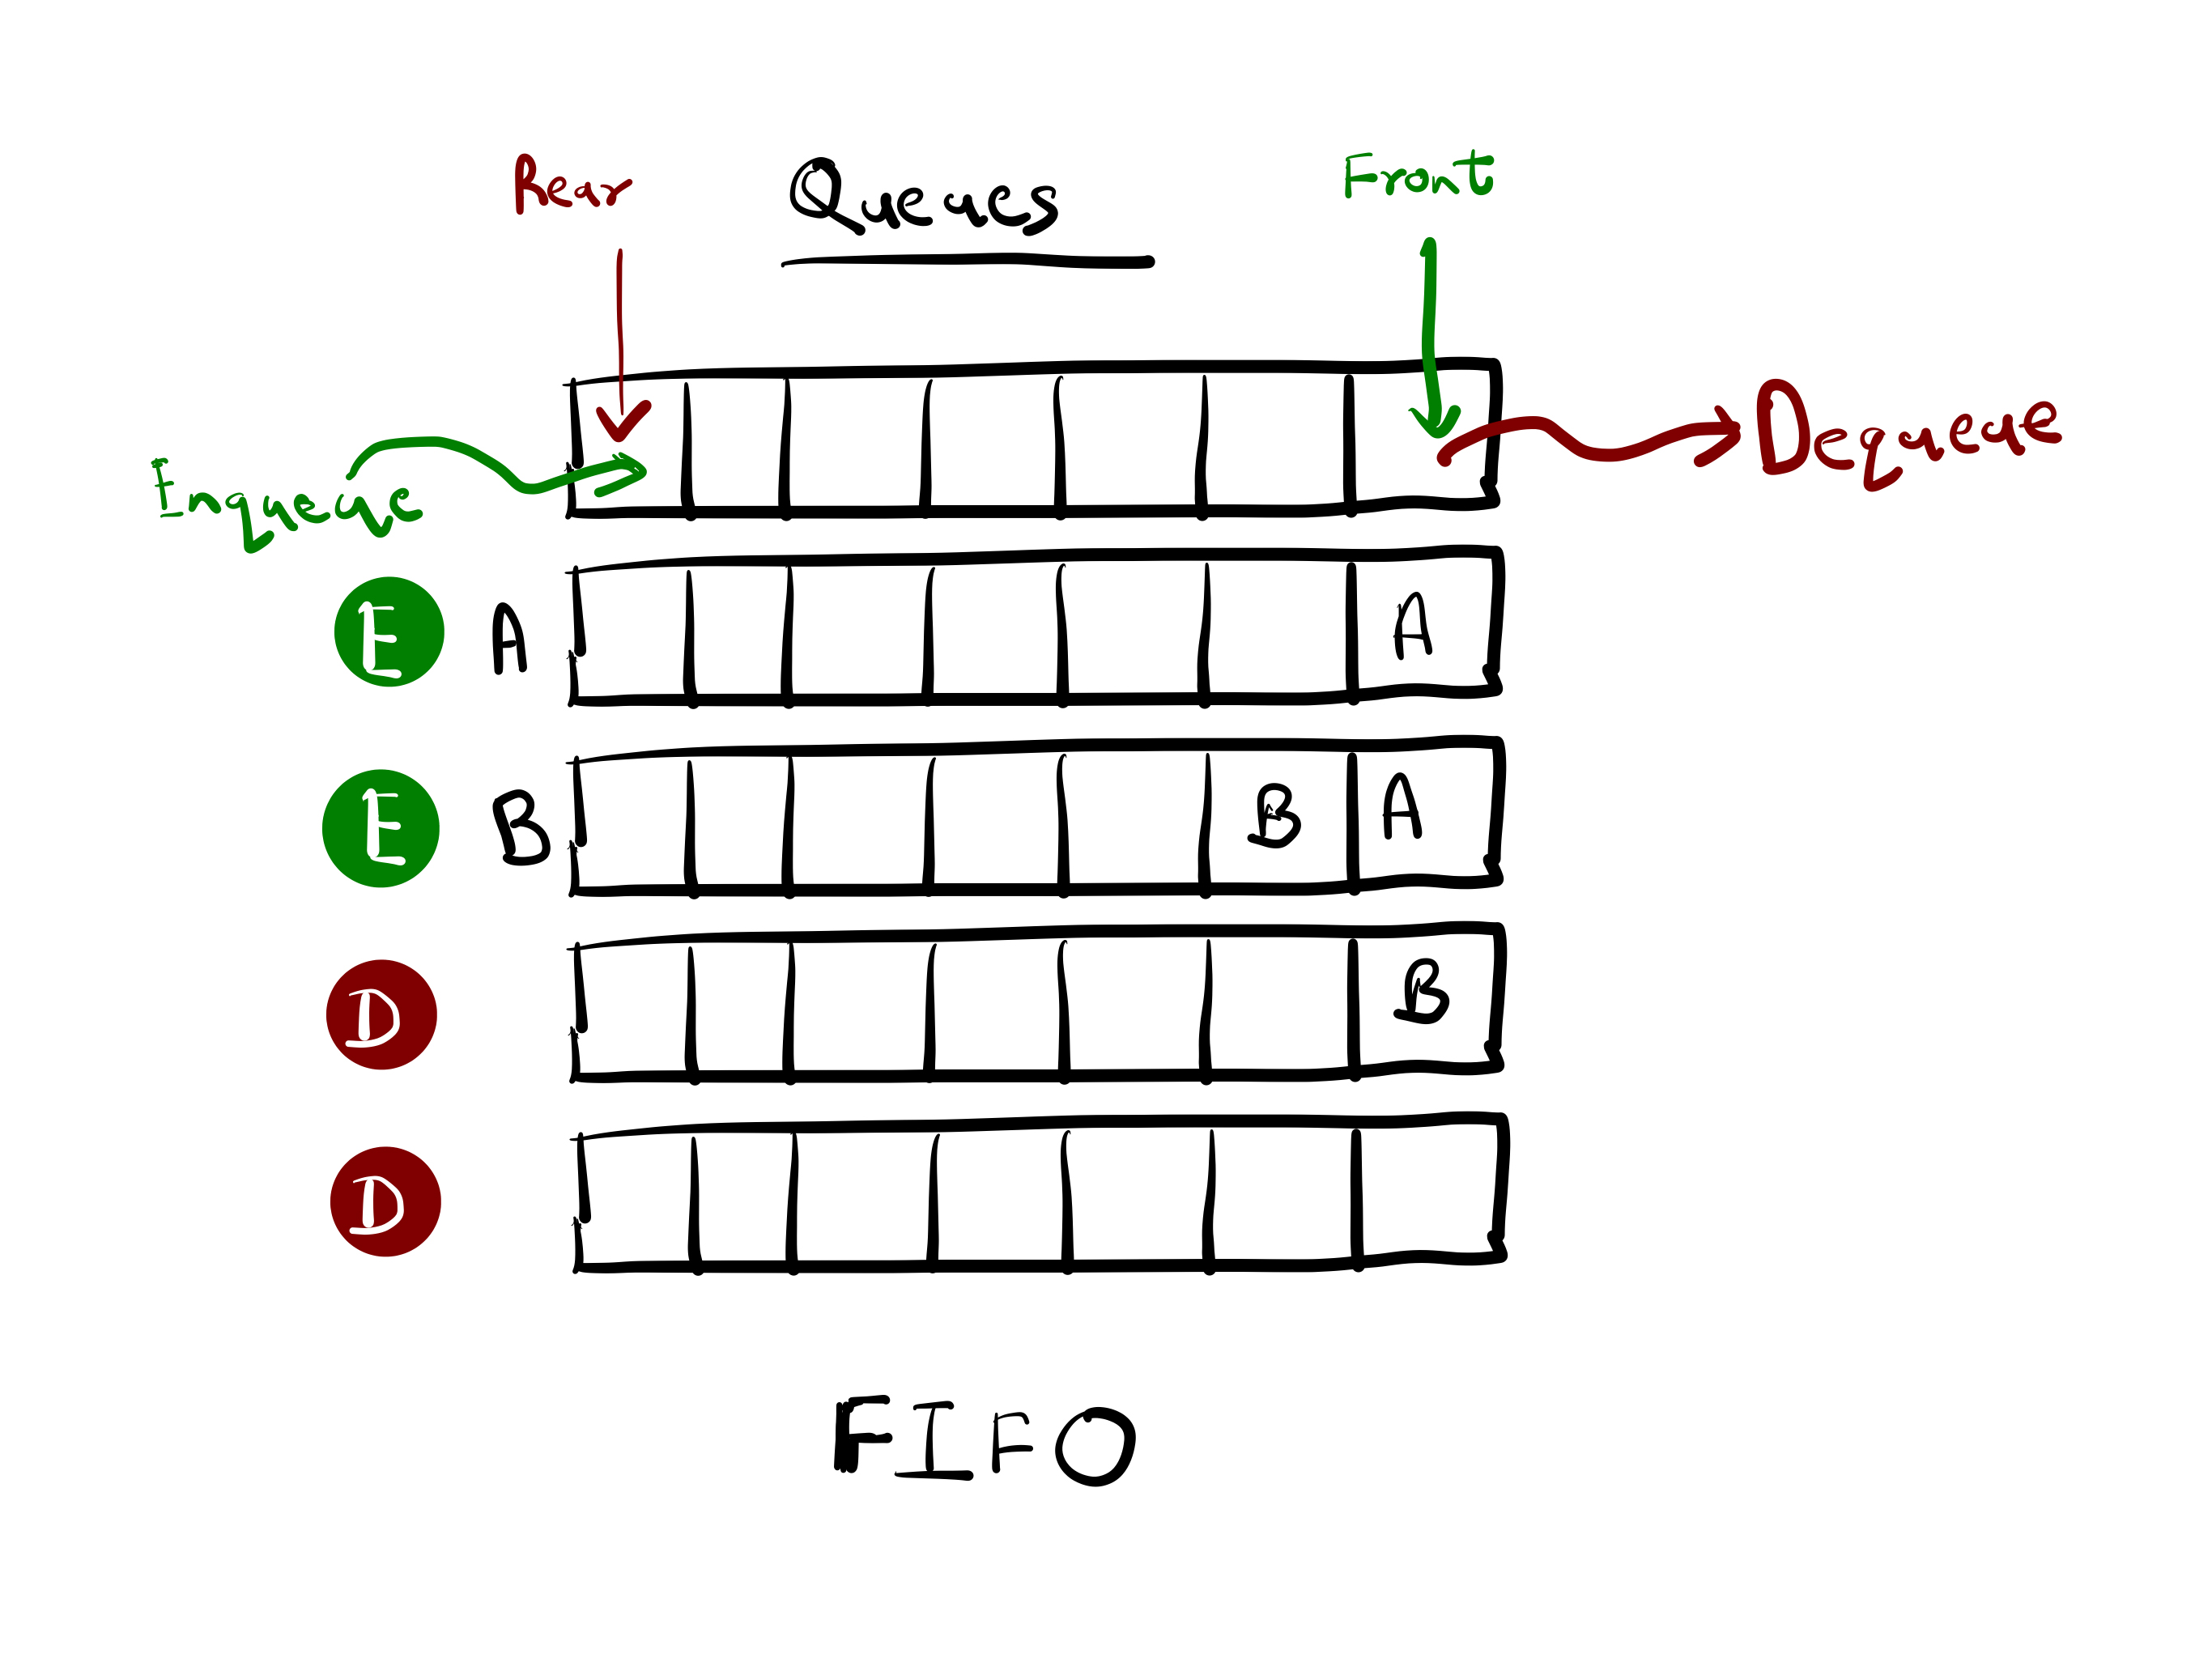 Rear Queues Front
Enqueue Dequeue
E A A
E B B A
D B
D
FIFO